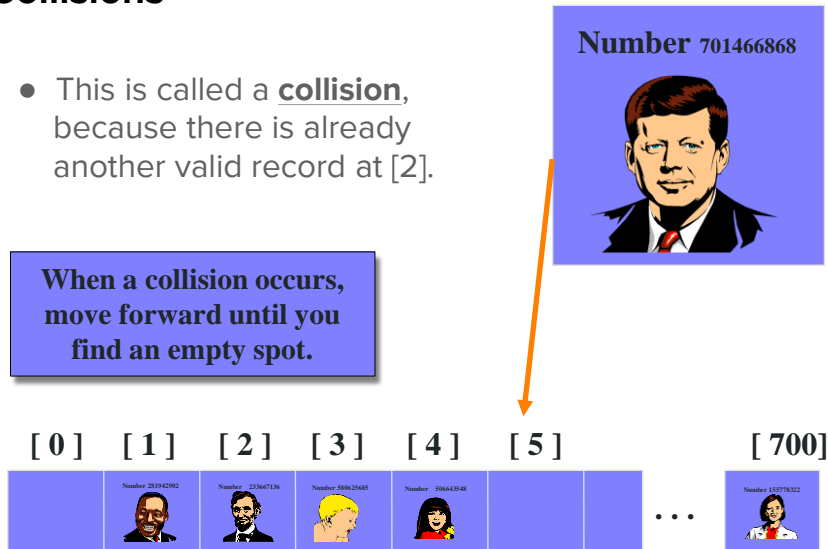 Collisions
Number 701466868
● This is called a collision,
because there is already
another valid record at [2].
When a collision occurs,
move forward until you
find an empty spot.
[ 0 ] [ 1 ] [ 2 ] [ 3 ] [ 4 ] [ 5 ] [ 700]
Number 281942902 Number 233667136 Number 580625685 Number 506643548 . . . Number 155778322